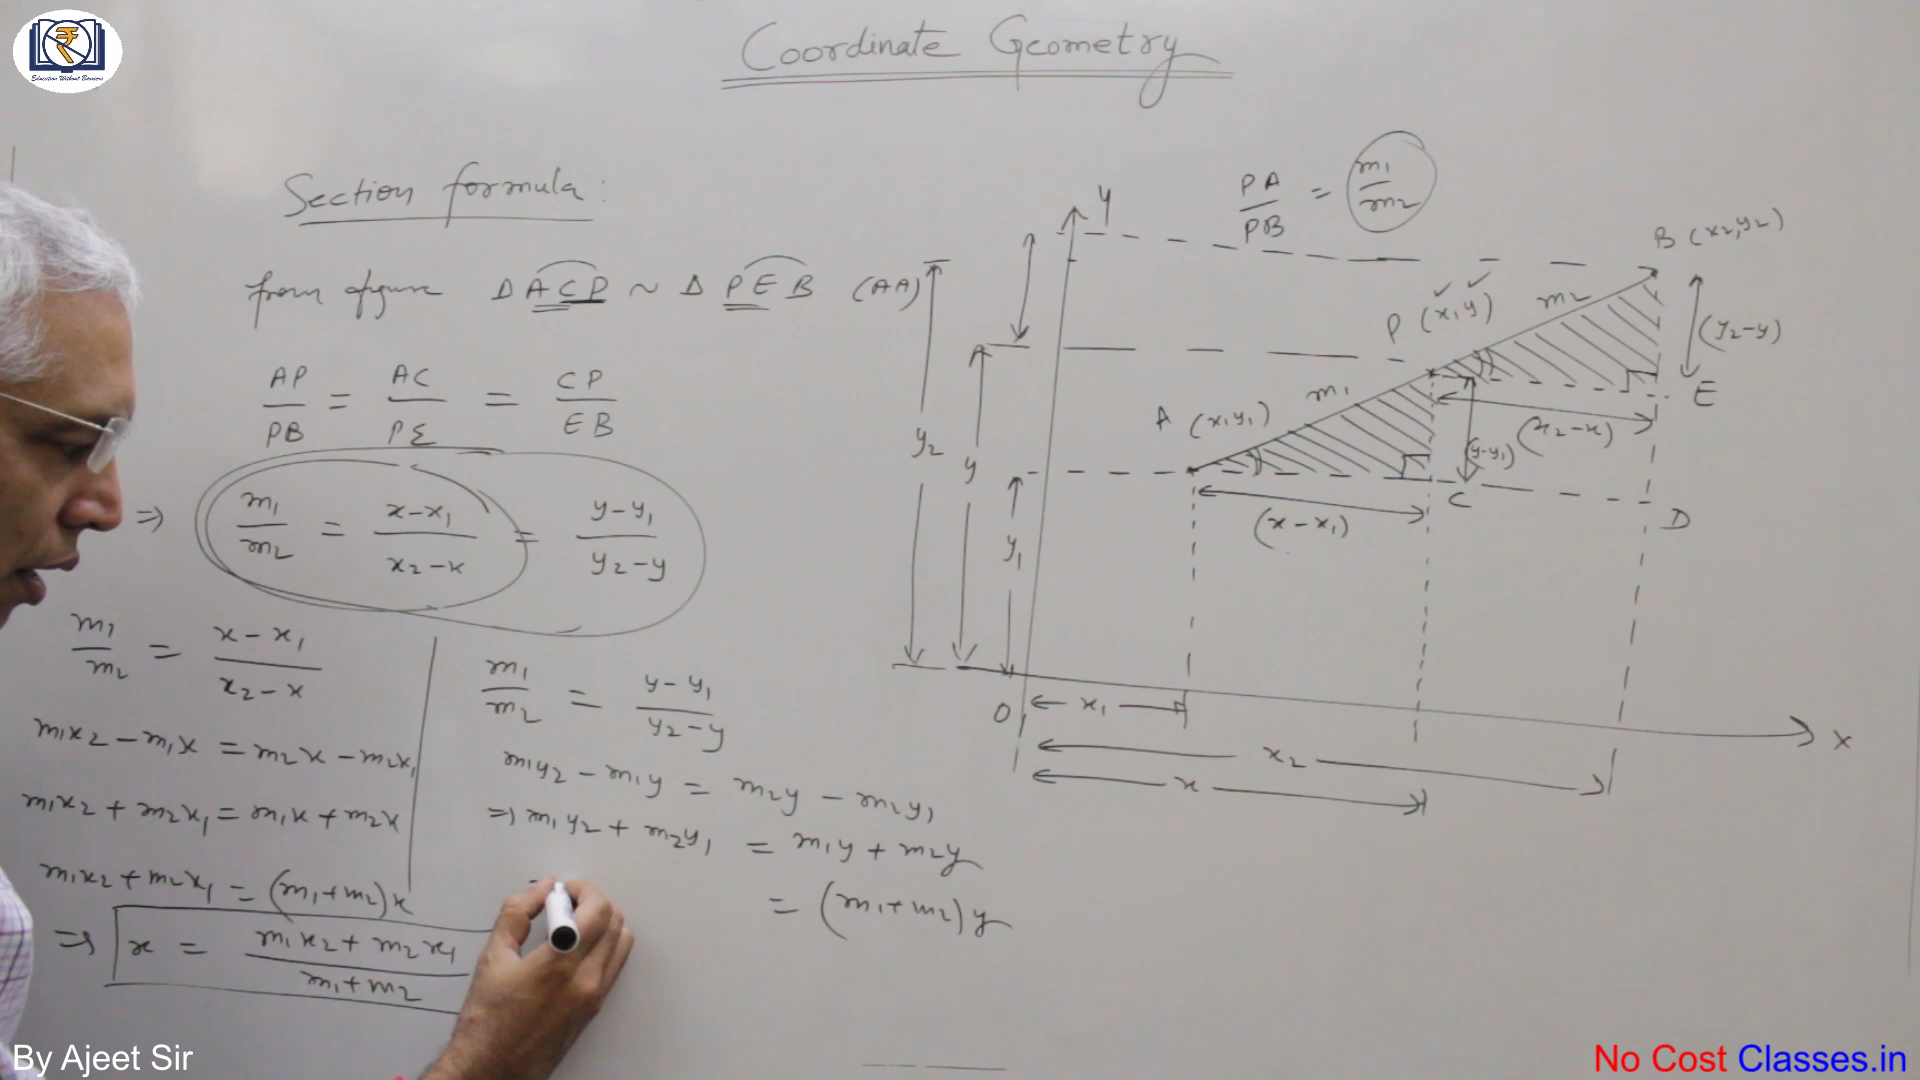 Education Without Barriers
Coordinate Geometry
Section formula :
from figure Δ ACP ~ Δ PEB (AA)
AP/PB = AC/PE = CP/EB
⇒ m₁/m₂ = x-x₁/x₂-x = y-y₁/y₂-y
m₁/m₂ = x-x₁/x₂-x
m₁x₂ - m₁x = m₂x - m₂x₁
m₁x₂ + m₂x₁ = m₁x + m₂x
m₁x₂ + m₂x₁ = (m₁+m₂)x
⇒ x = m₁x₂ + m₂x₁/m₁+m₂
m₁/m₂ = y-y₁/y₂-y
m₁y₂ - m₁y = m₂y - m₂y₁
⇒ m₁y₂ + m₂y₁ = m₁y + m₂y
= (m₁+m₂)y
PA/PB = m₁/m₂
y
B (x₂,y₂)
m₂
P (x,y)
(y₂-y)
m₁
E
A (x₁,y₁)
(x₂-x)
(y-y₁)
C
D
(x-x₁)
y₂
y
y₁
O
x₁
x₂
x
X
By Ajeet Sir
No Cost Classes.in